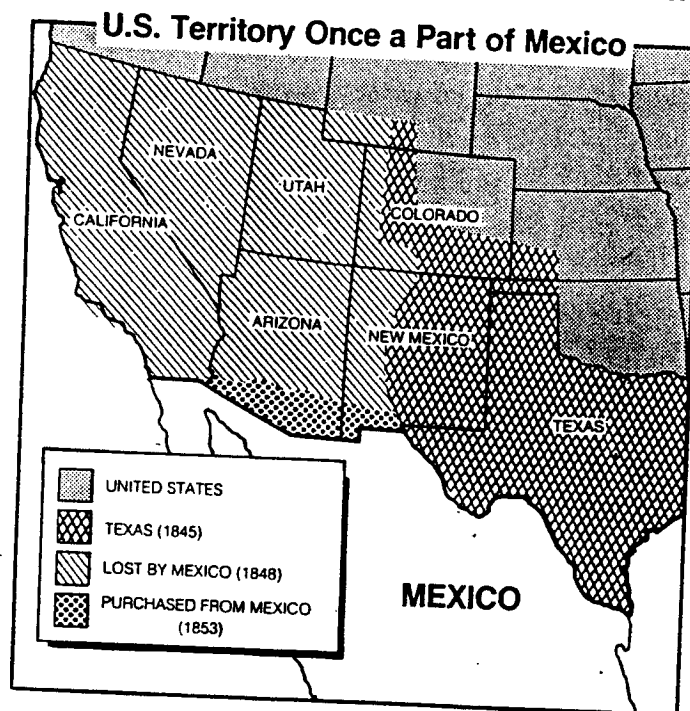 U.S. Territory Once a Part of Mexico
NEVADA
UTAH
COLORADO
CALIFORNIA
ARIZONA
NEW MEXICO
TEXAS
UNITED STATES
TEXAS (1845)
LOST BY MEXICO (1848)
PURCHASED FROM MEXICO
(1853)
MEXICO